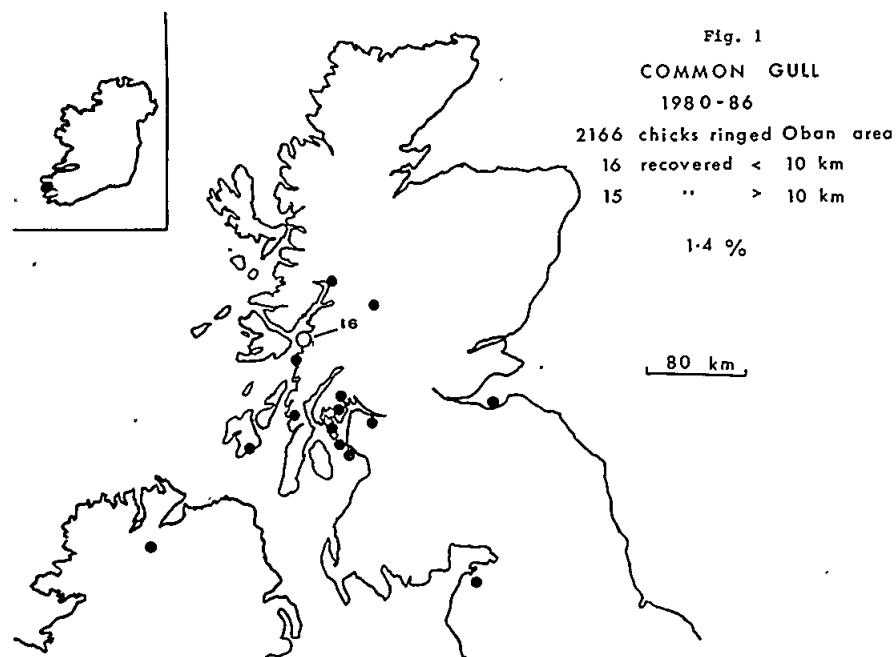 Fig. 1
COMMON GULL
1980-86
2166 chicks ringed Oban area
16 recovered < 10 km
15 " > 10 km
1.4 %
16
80 km